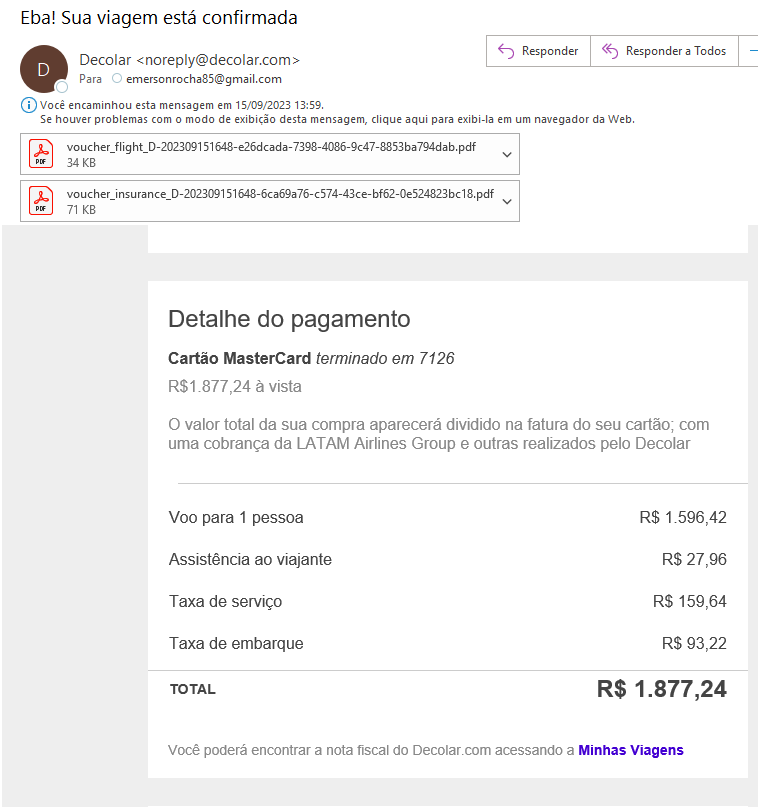 Eba! Sua viagem está confirmada
D
Decolar <noreply@decolar.com>
Para emersonrocha85@gmail.com
Responder
Responder a Todos
Você encaminhou esta mensagem em 15/09/2023 13:59.
Se houver problemas com o modo de exibição desta mensagem, clique aqui para exibi-la em um navegador da Web.
PDF
voucher_flight_D-202309151648-e26dcada-7398-4086-9c47-8853ba794dab.pdf
34 KB
PDF
voucher_insurance_D-202309151648-6ca69a76-c574-43ce-bf62-0e524823bc18.pdf
71 KB
Detalhe do pagamento
Cartão MasterCard terminado em 7126
R$1.877,24 à vista
O valor total da sua compra aparecerá dividido na fatura do seu cartão; com
uma cobrança da LATAM Airlines Group e outras realizados pelo Decolar
Voo para 1 pessoa R$ 1.596,42
Assistência ao viajante R$ 27,96
Taxa de serviço R$ 159,64
Taxa de embarque R$ 93,22
TOTAL R$ 1.877,24
Você poderá encontrar a nota fiscal do Decolar.com acessando a Minhas Viagens